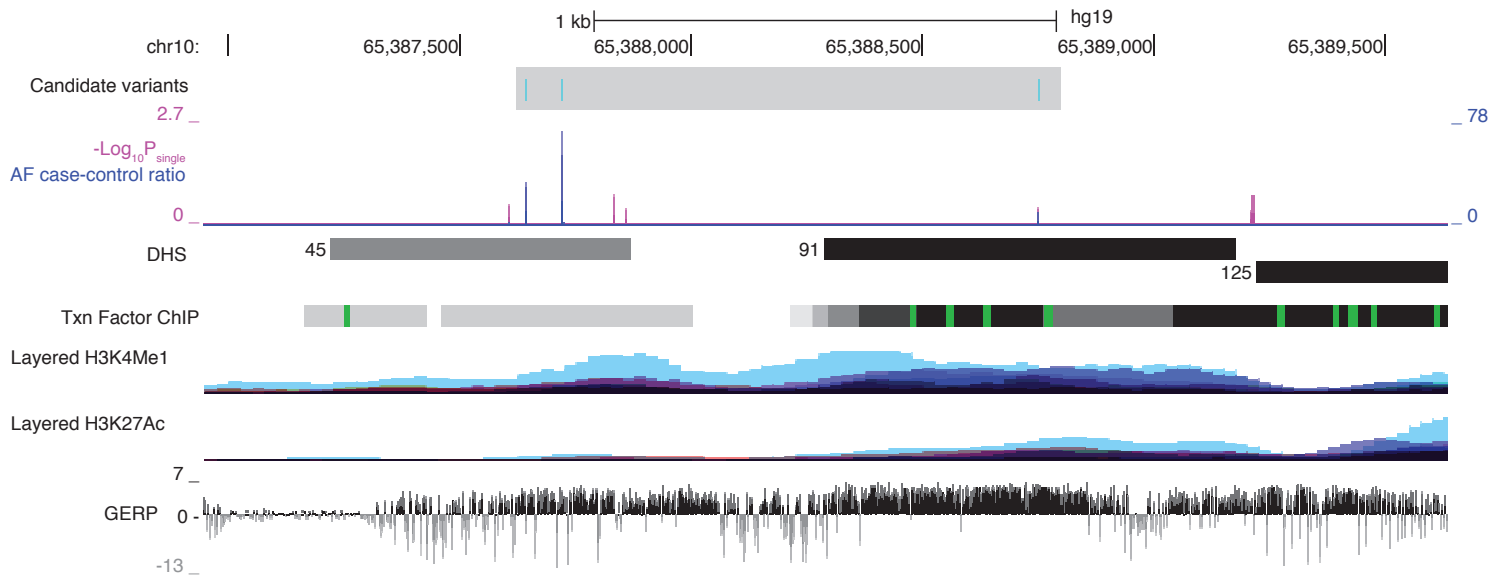 1 kb hg19
chr10: 65,387,500 65,388,000 65,388,500 65,389,000 65,389,500
Candidate variants
2.7 _ _ 78
-Log10Psingle
AF case-control ratio
0 _ _ 0
DHS 45 91
125
Txn Factor ChIP
Layered H3K4Me1
Layered H3K27Ac
7 _
GERP 0 -
-13 _